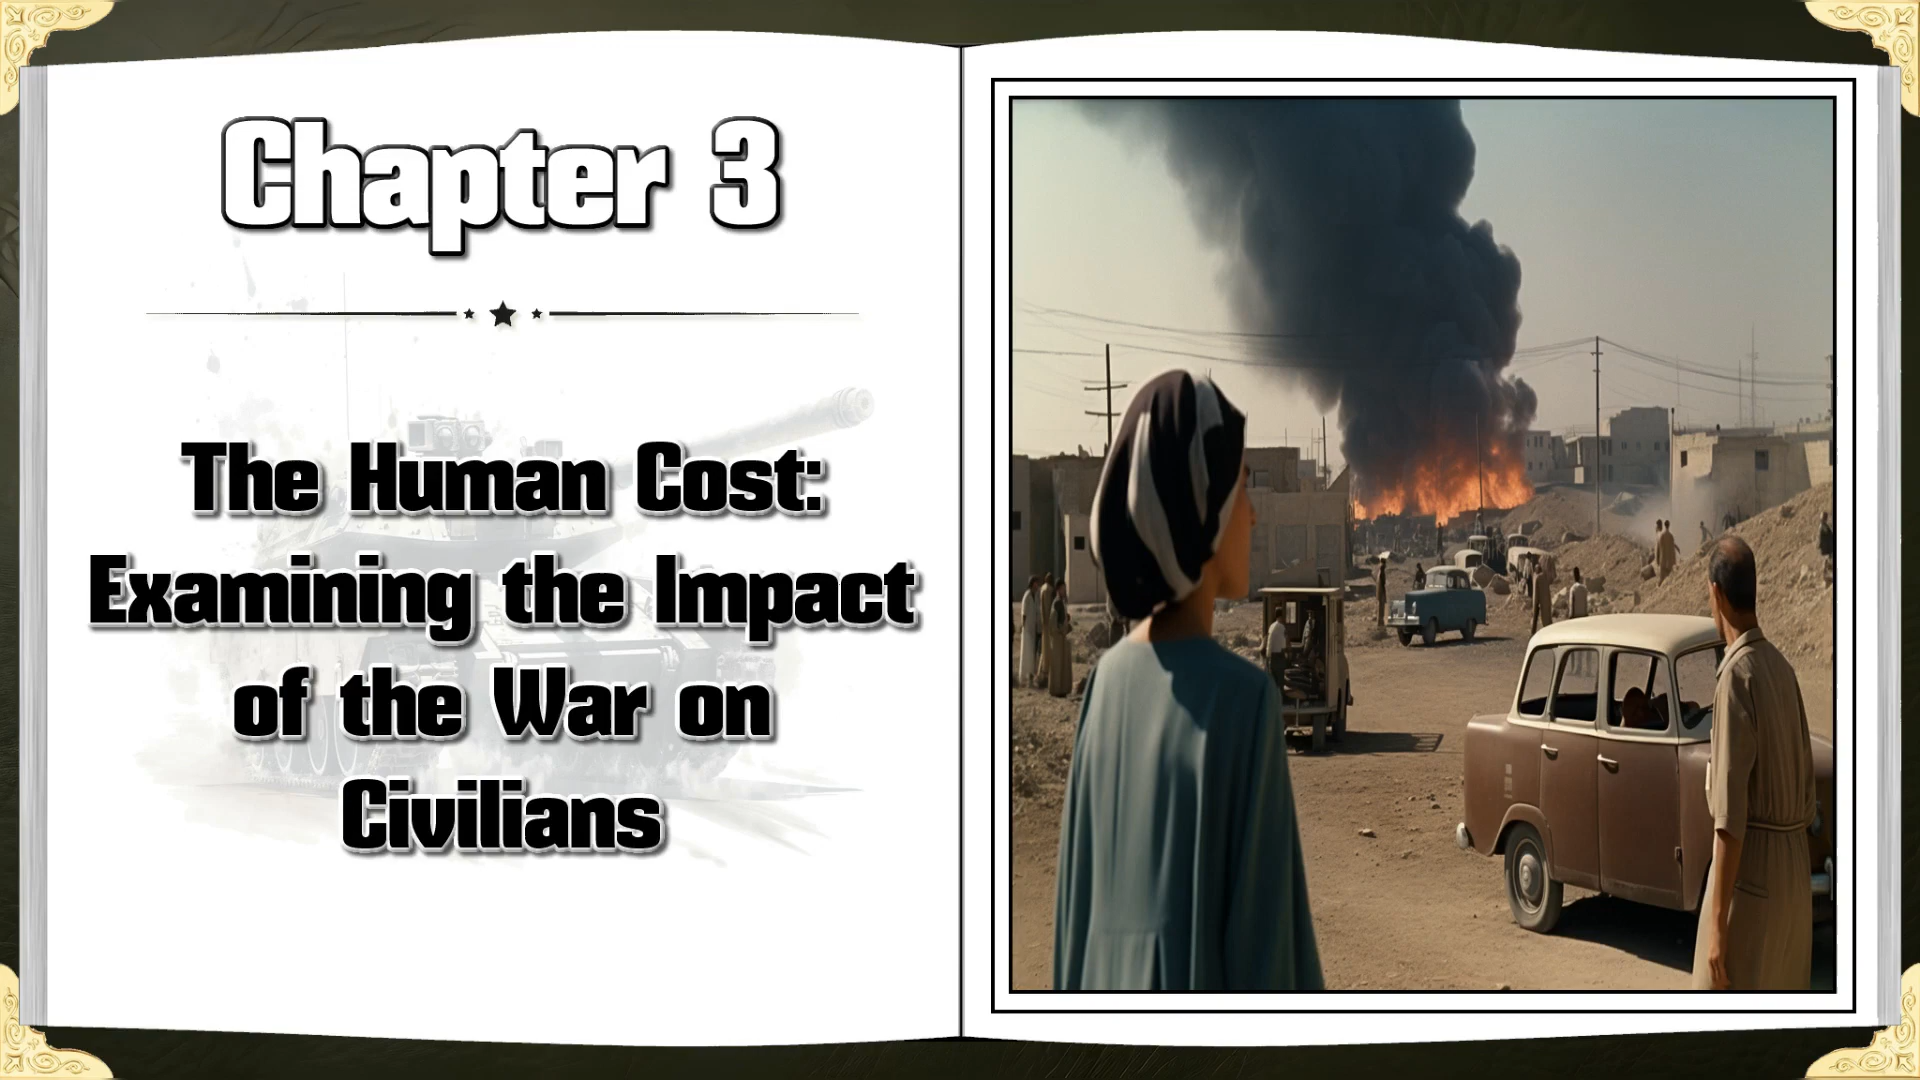 Chapter 3
The Human Cost:
Examining the Impact
of the War on
Civilians